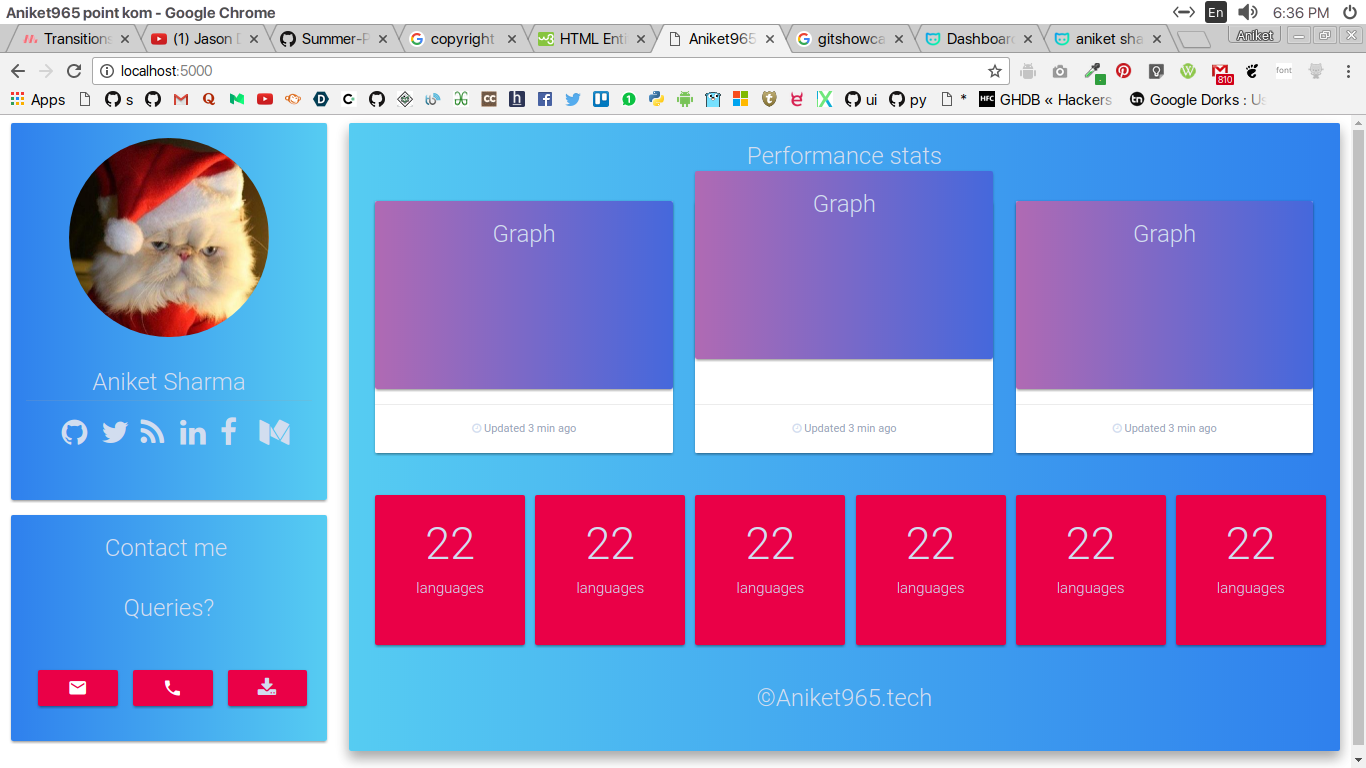 Aniket965 point kom - Google Chrome
En
6:36 PM
Transitions
(1) Jason
Summer-P
copyright
HTML Enti
Aniket965
gitshowca
Dashboard
aniket sha
Aniket
localhost:5000
810
font
Apps
s
ui
py
*
GHDB « Hackers
Google Dorks : Us
Performance stats
Graph
Graph
Graph
Updated 3 min ago
Updated 3 min ago
Updated 3 min ago
Aniket Sharma
Contact me
Queries?
22
22
22
22
22
22
languages
languages
languages
languages
languages
languages
©Aniket965.tech